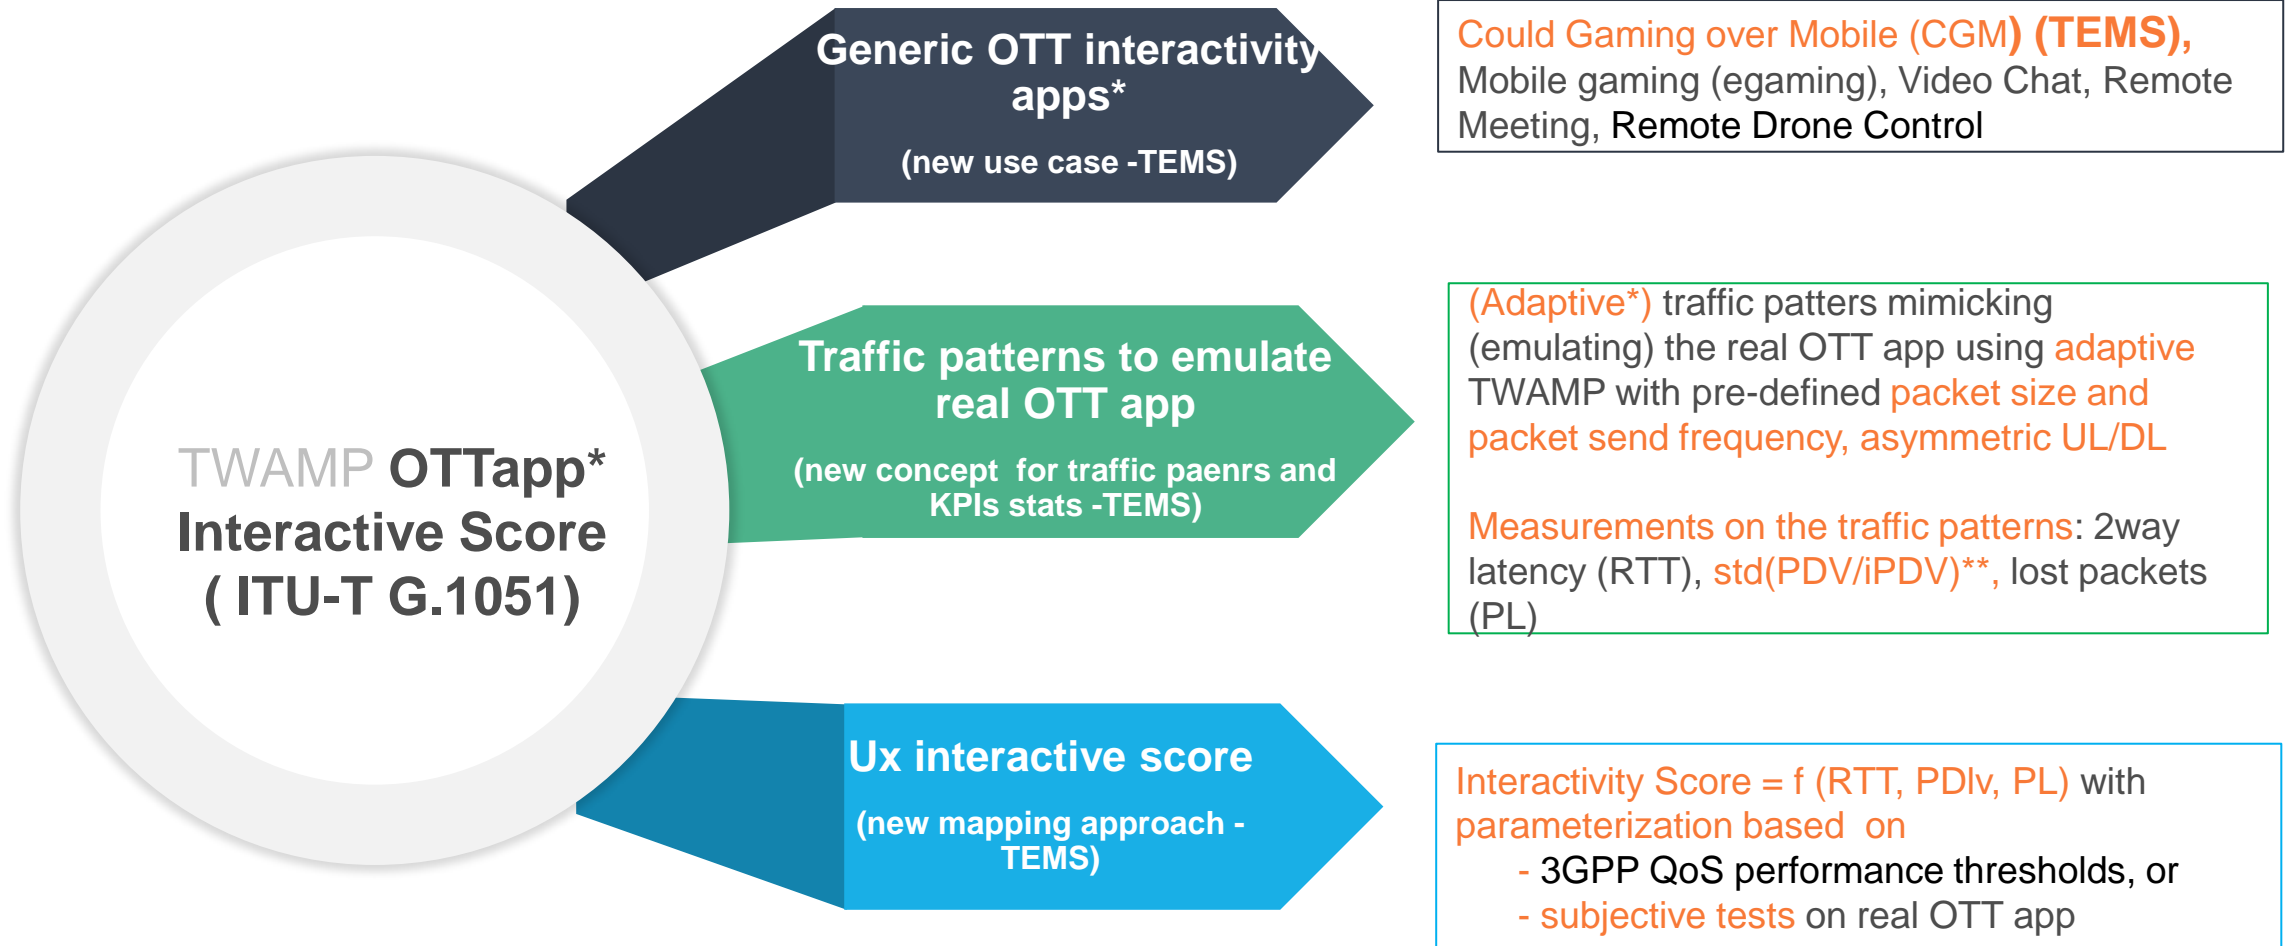 TWAMP OTTapp*
Interactive Score
( ITU-T G.1051)
Generic OTT interactivity
apps*
(new use case -TEMS)
Could Gaming over Mobile (CGM) (TEMS),
Mobile gaming (egaming), Video Chat, Remote
Meeting, Remote Drone Control
Traffic patterns to emulate
real OTT app
(new concept for traffic paenrs and
KPIs stats -TEMS)
(Adaptive*) traffic patters mimicking
(emulating) the real OTT app using adaptive
TWAMP with pre-defined packet size and
packet send frequency, asymmetric UL/DL
Measurements on the traffic patterns: 2way
latency (RTT), std(PDV/iPDV)**, lost packets
(PL)
Ux interactive score
(new mapping approach -
TEMS)
Interactivity Score = f (RTT, PDlv, PL) with
parameterization based on
- 3GPP QoS performance thresholds, or
- subjective tests on real OTT app